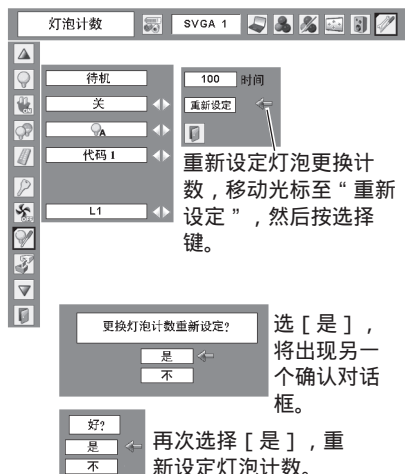 灯泡计数
SVGA 1
待机
100 时间
关
重新设定
A
代码 1
OFF
L1
重新设定灯泡更换计
数，移动光标至“重新
设定”，然后按选择
键。
更换灯泡计数重新设定?
是
不
选［是］，
将出现另一
个确认对话
框。
好?
是
不
再次选择［是］，重
新设定灯泡计数。